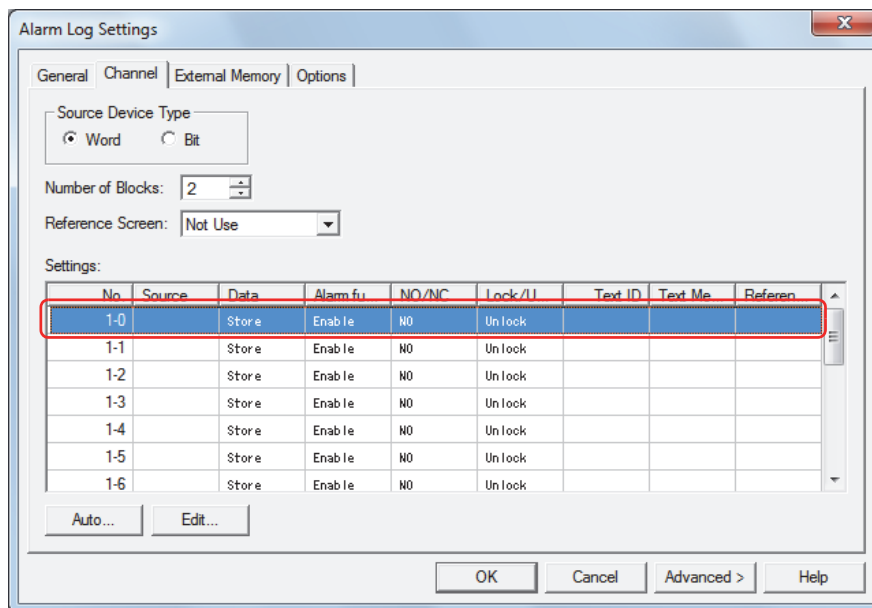 Alarm Log Settings
General Channel External Memory Options
Source Device Type
Word Bit
Number of Blocks: 2
Reference Screen: Not Use
Settings:
No. Source Data Alarm fu... NO/NC Lock/U... Text ID Text Me... Referen...
1-0 Store Enable NO Unlock
1-1 Store Enable NO Unlock
1-2 Store Enable NO Unlock
1-3 Store Enable NO Unlock
1-4 Store Enable NO Unlock
1-5 Store Enable NO Unlock
1-6 Store Enable NO Unlock
Auto... Edit...
OK Cancel Advanced > Help